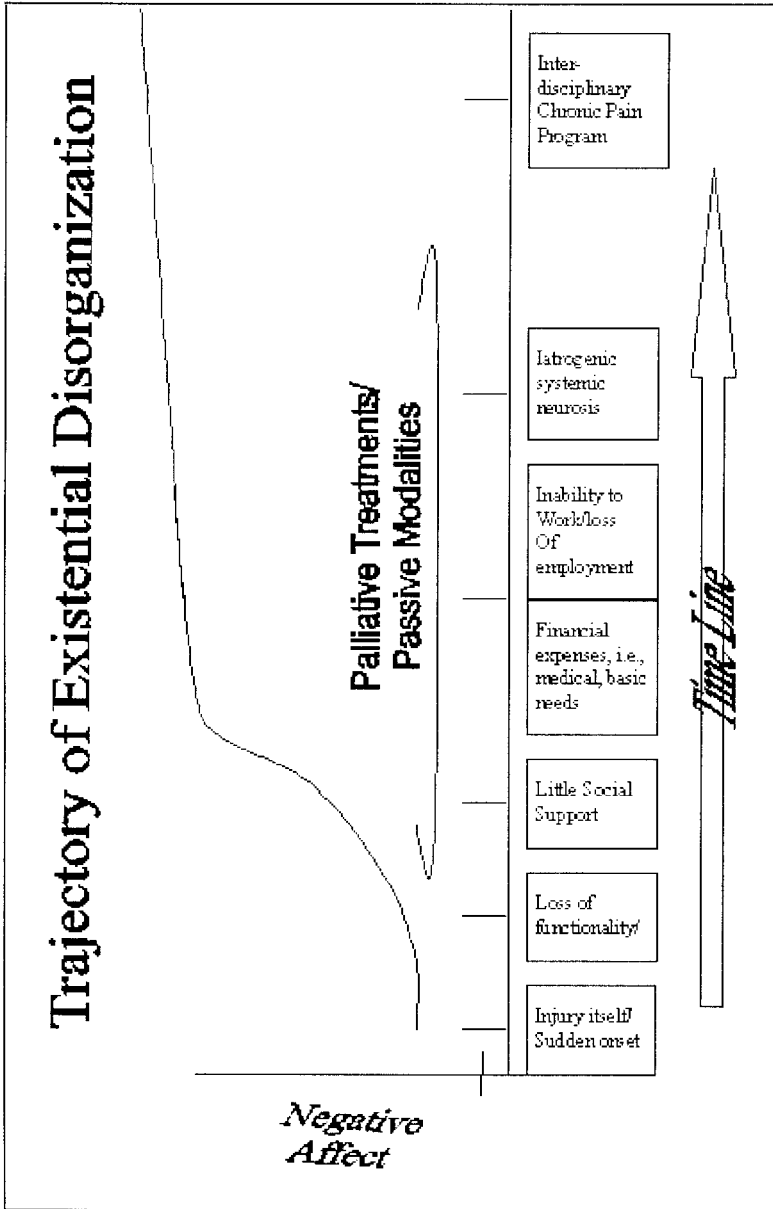 Trajectory of Existential Disorganization
Negative
Affect
Palliative Treatments/
Passive Modalities
Injury itself/
Sudden onset
Loss of
functionality/
Little Social
Support
Financial
expenses, i.e.,
medical, basic
needs
Inability to
Work/loss
Of
employment
Iatrogenic
systemic
neurosis
Inter-
disciplinary
Chronic Pain
Program
Time Line